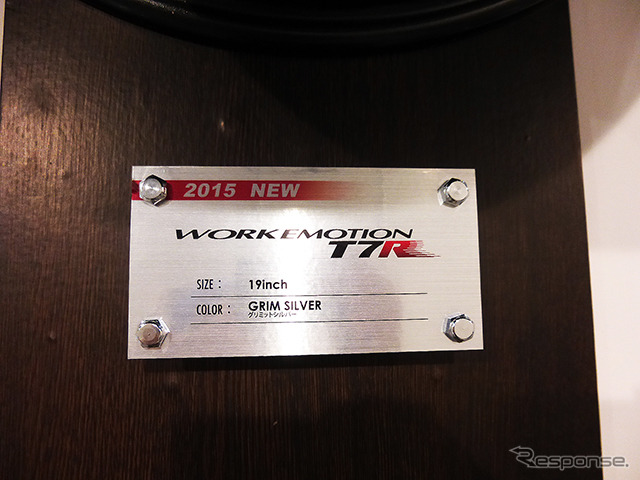 2015 NEW
WORK EMOTION
T7R
SIZE : 19inch
COLOR : GRIM SILVER
グリミットシルバー
Response.